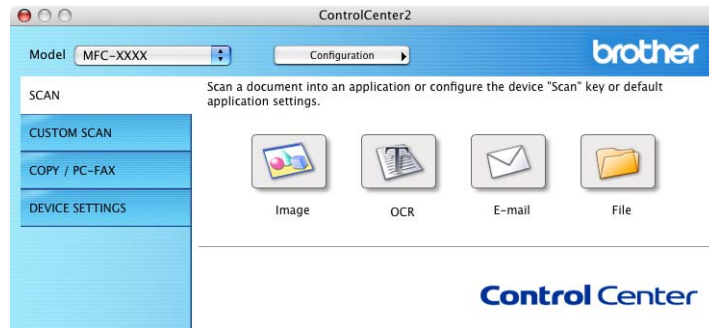 ControlCenter2
Model MFC-XXXX Configuration brother
SCAN
Scan a document into an application or configure the device "Scan" key or default
application settings.
CUSTOM SCAN
COPY / PC-FAX
DEVICE SETTINGS
Image OCR E-mail File
Control Center